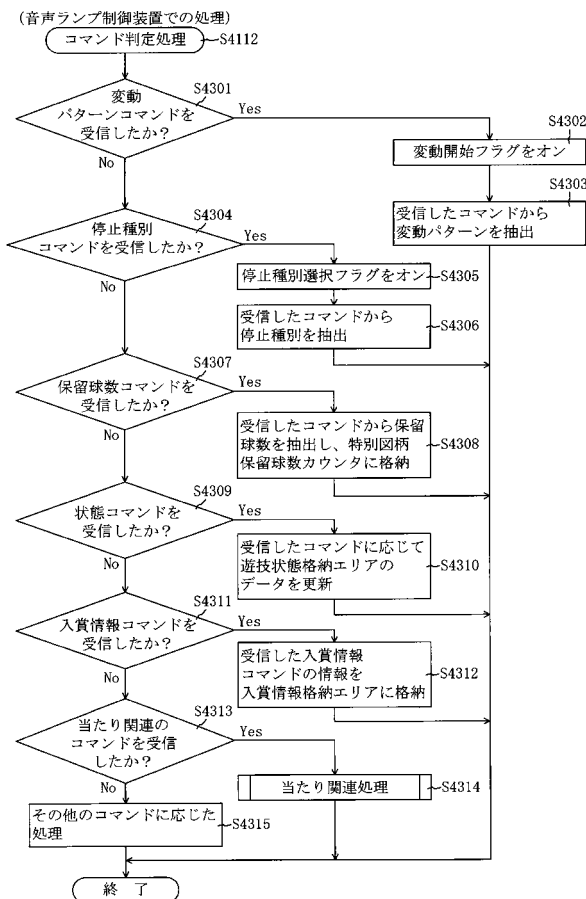 (音声ランプ制御装置での処理)
コマンド判定処理
S4112
S4301
変動
パターンコマンドを
受信したか?
Yes
No
S4302
変動開始フラグをオン
S4303
受信したコマンドから
変動パターンを抽出
S4304
停止種別
コマンドを受信したか?
Yes
No
停止種別選択フラグをオン
S4305
受信したコマンドから
停止種別を抽出
S4306
S4307
保留球数コマンドを
受信したか?
Yes
No
受信したコマンドから保留
球数を抽出し、特別図柄
保留球数カウンタに格納
S4308
S4309
状態コマンドを
受信したか?
Yes
No
受信したコマンドに応じて
遊技状態格納エリアの
データを更新
S4310
S4311
入賞情報コマンドを
受信したか?
Yes
No
受信した入賞情報
コマンドの情報を
入賞情報格納エリアに格納
S4312
S4313
当たり関連の
コマンドを受信
したか?
Yes
No
当たり関連処理
S4314
その他のコマンドに応じた
処理
S4315
終 了